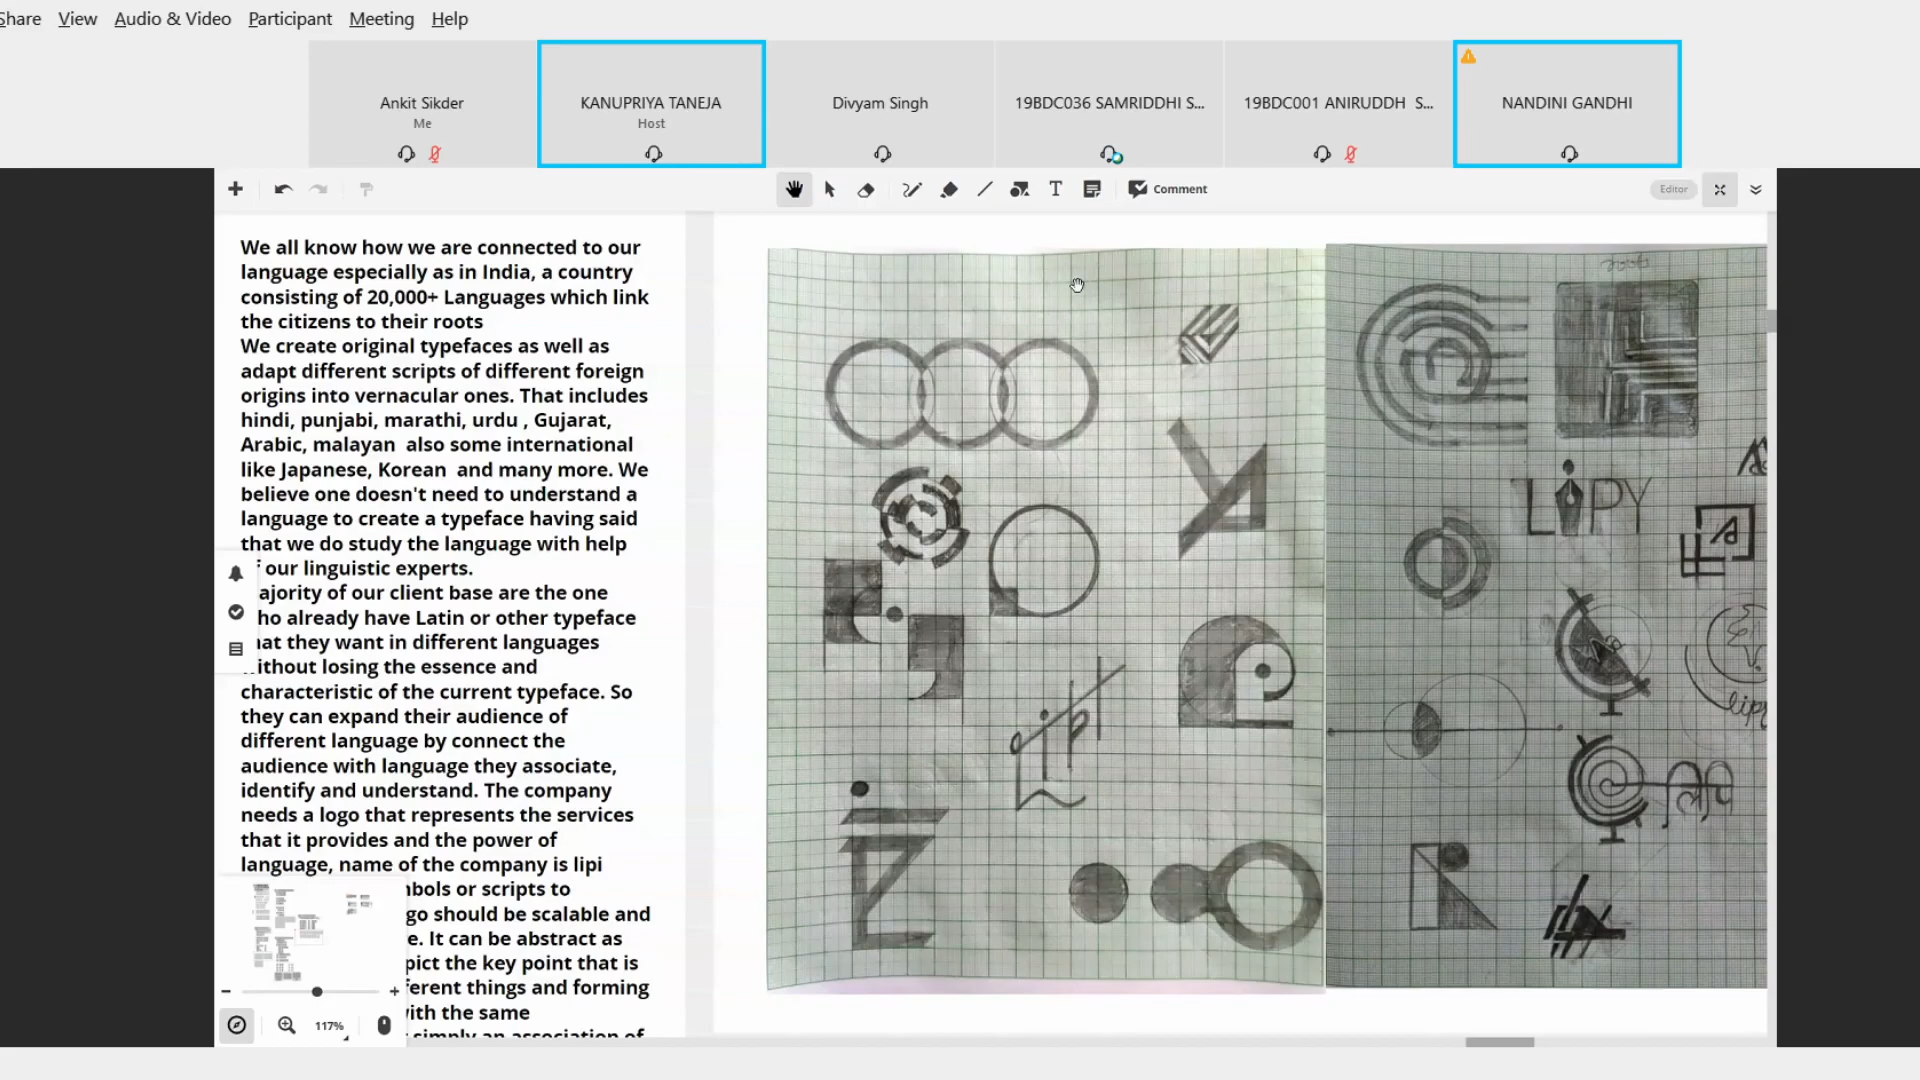 Share View Audio & Video Participant Meeting Help
Ankit Sikder
Me
KANUPRIYA TANEJA
Host
Divyam Singh
19BDC036 SAMRIDDHI S...
19BDC001 ANIRUDDH S...
NANDINI GANDHI
T
Comment
Editor
We all know how we are connected to our
language especially as in India, a country
consisting of 20,000+ Languages which link
the citizens to their roots
We create original typefaces as well as
adapt different scripts of different foreign
origins into vernacular ones. That includes
hindi, punjabi, marathi, urdu , Gujarat,
Arabic, malayan also some international
like Japanese, Korean and many more. We
believe one doesn't need to understand a
language to create a typeface having said
that we do study the language with help
our linguistic experts.
ajority of our client base are the one
ho already have Latin or other typeface
at they want in different languages
ithout losing the essence and
characteristic of the current typeface. So
they can expand their audience of
different language by connect the
audience with language they associate,
identify and understand. The company
needs a logo that represents the services
that it provides and the power of
language, name of the company is lipi
mbols or scripts to
go should be scalable and
e. It can be abstract as
pict the key point that is
ferent things and forming
ith the same
simply an association of
117%
LiPY
lipi
लिपि